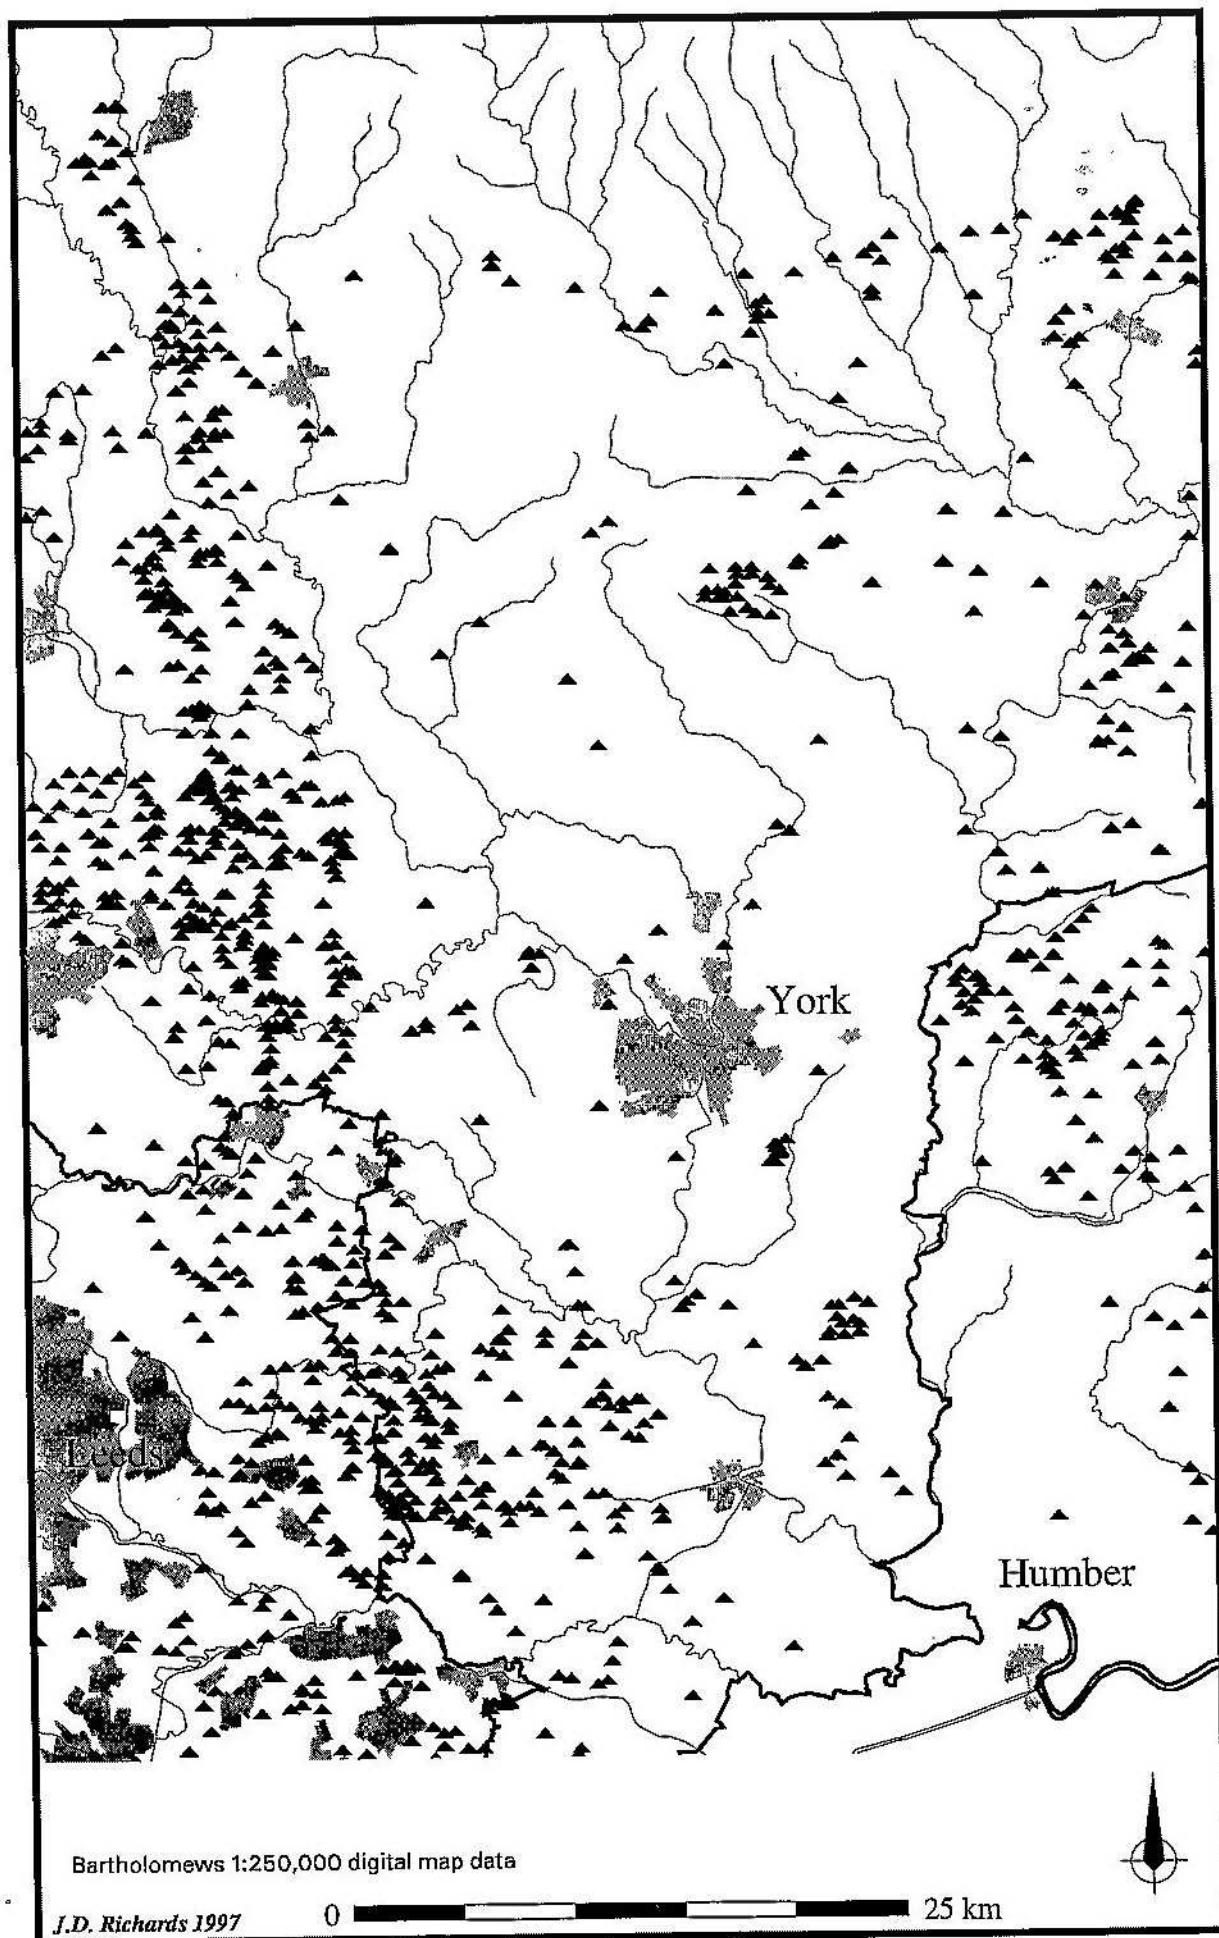 York
Leeds
Humber
Bartholomews 1:250,000 digital map data
J.D. Richards 1997
0 25 km